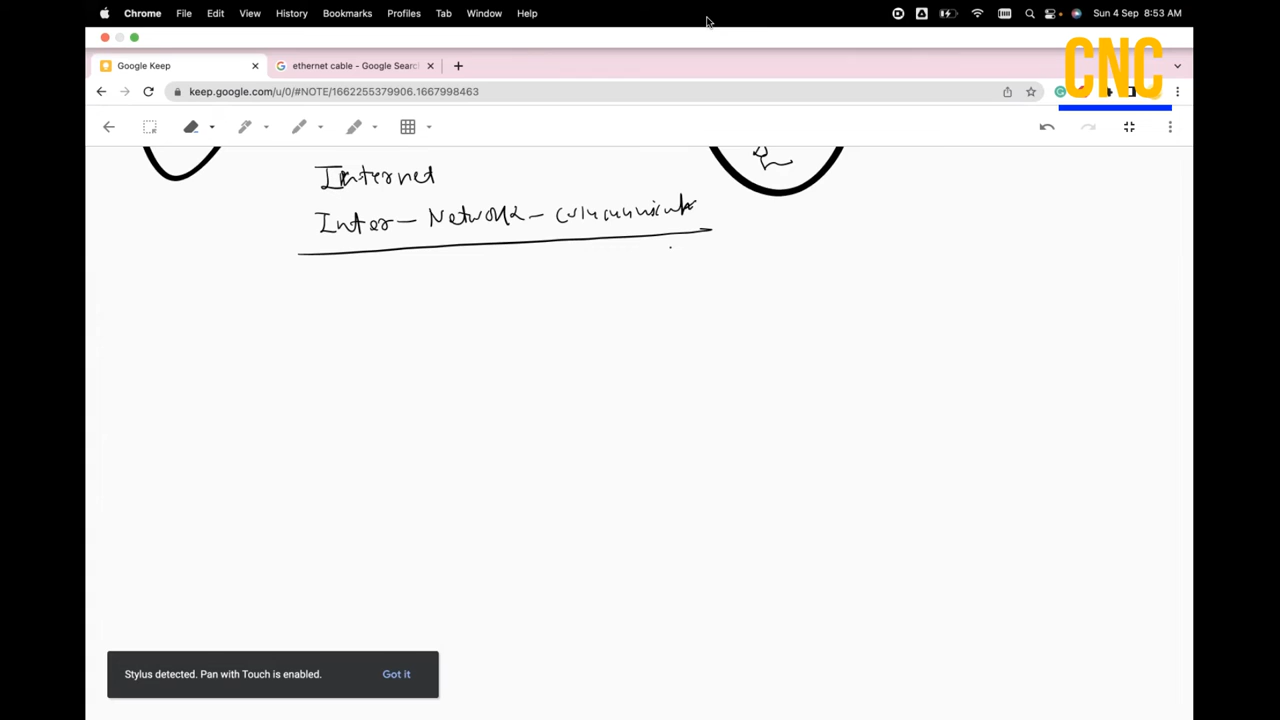 Chrome File Edit View History Bookmarks Profiles Tab Window Help Sun 4 Sep 8:53 AM
CNC
Google Keep ethernet cable - Google Searc
keep.google.com/u/0/#NOTE/1662255379906.1667998463
Internet
Inter - Network -
Stylus detected. Pan with Touch is enabled. Got it